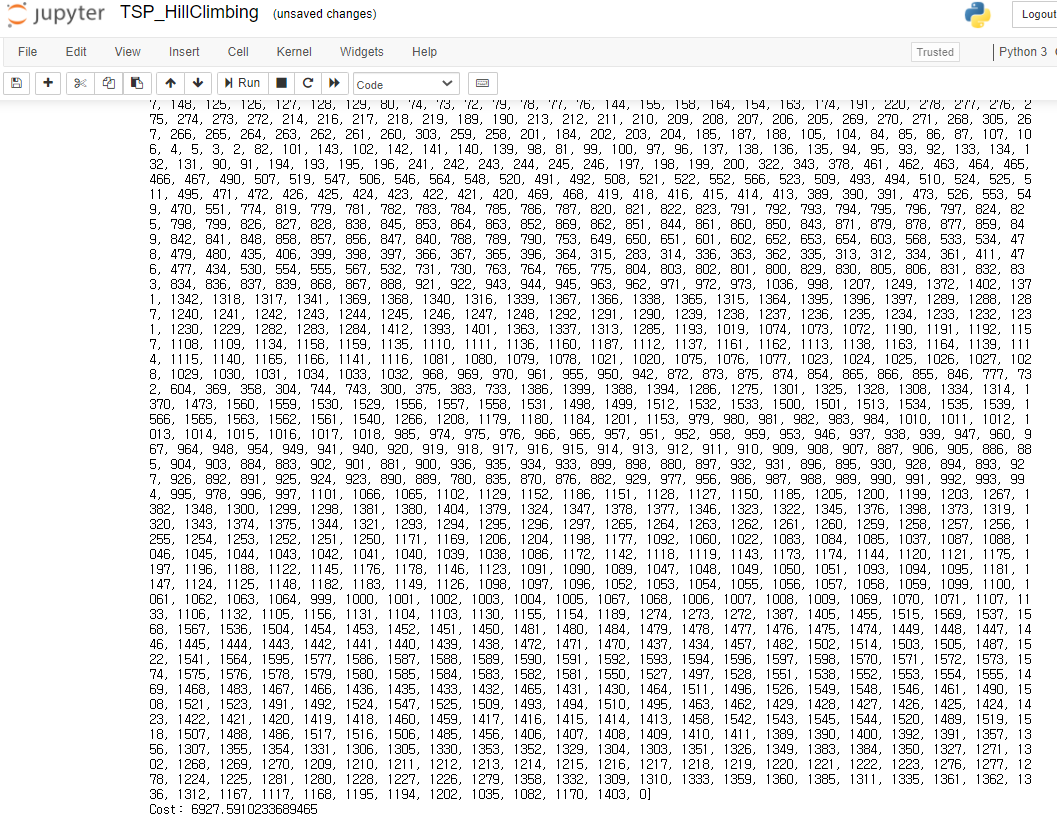 jupyter TSP_HillClimbing (unsaved changes)
Logout
File Edit View Insert Cell Kernel Widgets Help
Trusted Python 3
Run Code
7, 148, 125, 126, 127, 128, 129, 80, 74, 73, 72, 79, 78, 77, 76, 144, 155, 158, 164, 154, 163, 174, 191, 220, 278, 277, 276, 2
75, 274, 273, 272, 214, 216, 217, 218, 219, 189, 190, 213, 212, 211, 210, 209, 208, 207, 206, 205, 269, 270, 271, 268, 305, 26
7, 266, 265, 264, 263, 262, 261, 260, 303, 259, 258, 201, 184, 202, 203, 204, 185, 187, 188, 105, 104, 84, 85, 86, 87, 107, 10
6, 4, 5, 3, 2, 82, 101, 143, 102, 142, 141, 140, 139, 98, 81, 99, 100, 97, 96, 137, 138, 136, 135, 94, 95, 93, 92, 133, 134, 1
32, 131, 90, 91, 194, 193, 195, 196, 241, 242, 243, 244, 245, 246, 197, 198, 199, 200, 322, 343, 378, 461, 462, 463, 464, 465,
466, 467, 490, 507, 519, 547, 506, 546, 564, 548, 520, 491, 492, 508, 521, 522, 552, 566, 523, 509, 493, 494, 510, 524, 525, 5
11, 495, 471, 472, 426, 425, 424, 423, 422, 421, 420, 469, 468, 419, 418, 416, 415, 414, 413, 389, 390, 391, 473, 526, 553, 54
9, 470, 551, 774, 819, 779, 781, 782, 783, 784, 785, 786, 787, 820, 821, 822, 823, 791, 792, 793, 794, 795, 796, 797, 824, 82
5, 798, 799, 826, 827, 828, 838, 845, 853, 864, 863, 852, 869, 862, 851, 844, 861, 860, 850, 843, 871, 879, 878, 877, 859, 84
9, 842, 841, 848, 858, 857, 856, 847, 840, 788, 789, 790, 753, 649, 650, 651, 601, 602, 652, 653, 654, 603, 568, 533, 534, 47
8, 479, 480, 435, 406, 399, 398, 366, 397, 367, 365, 396, 364, 315, 283, 314, 336, 363, 362, 335, 313, 312, 334, 361, 411, 47
6, 477, 434, 530, 554, 555, 567, 532, 731, 730, 763, 764, 765, 775, 804, 803, 802, 801, 800, 829, 830, 805, 806, 831, 832, 83
3, 834, 836, 837, 839, 868, 867, 888, 921, 922, 943, 944, 945, 963, 962, 971, 972, 973, 1036, 998, 1207, 1249, 1372, 1402, 137
1, 1342, 1318, 1317, 1341, 1369, 1368, 1340, 1316, 1339, 1367, 1366, 1338, 1365, 1315, 1364, 1395, 1396, 1397, 1289, 1288, 128
7, 1240, 1241, 1242, 1243, 1244, 1245, 1246, 1247, 1248, 1292, 1291, 1290, 1239, 1238, 1237, 1236, 1235, 1234, 1233, 1232, 123
1, 1230, 1229, 1282, 1283, 1284, 1412, 1393, 1401, 1363, 1337, 1313, 1285, 1193, 1019, 1074, 1073, 1072, 1190, 1191, 1192, 115
7, 1108, 1109, 1134, 1158, 1159, 1135, 1110, 1111, 1136, 1160, 1187, 1112, 1137, 1161, 1162, 1113, 1138, 1163, 1164, 1139, 111
4, 1115, 1140, 1165, 1166, 1141, 1116, 1081, 1080, 1079, 1078, 1021, 1020, 1075, 1076, 1077, 1023, 1024, 1025, 1026, 1027, 102
8, 1029, 1030, 1031, 1034, 1033, 1032, 968, 969, 970, 961, 955, 950, 942, 872, 873, 875, 874, 854, 865, 866, 855, 846, 777, 73
2, 604, 369, 358, 304, 744, 743, 300, 375, 383, 733, 1386, 1399, 1388, 1394, 1286, 1275, 1301, 1325, 1328, 1308, 1334, 1314, 1
370, 1473, 1560, 1559, 1530, 1529, 1556, 1557, 1558, 1531, 1498, 1499, 1512, 1532, 1533, 1500, 1501, 1513, 1534, 1535, 1539, 1
566, 1565, 1563, 1562, 1561, 1540, 1266, 1208, 1179, 1180, 1184, 1201, 1153, 979, 980, 981, 982, 983, 984, 1010, 1011, 1012, 1
013, 1014, 1015, 1016, 1017, 1018, 985, 974, 975, 976, 966, 965, 957, 951, 952, 958, 959, 953, 946, 937, 938, 939, 947, 960, 9
67, 964, 948, 954, 949, 941, 940, 920, 919, 918, 917, 916, 915, 914, 913, 912, 911, 910, 909, 908, 907, 887, 906, 905, 886, 88
5, 904, 903, 884, 883, 902, 901, 881, 900, 936, 935, 934, 933, 899, 898, 880, 897, 932, 931, 896, 895, 930, 928, 894, 893, 92
7, 926, 892, 891, 925, 924, 923, 890, 889, 780, 835, 870, 876, 882, 929, 977, 956, 986, 987, 988, 989, 990, 991, 992, 993, 99
4, 995, 978, 996, 997, 1101, 1066, 1065, 1102, 1129, 1152, 1186, 1151, 1128, 1127, 1150, 1185, 1205, 1200, 1199, 1203, 1267, 1
382, 1348, 1300, 1299, 1298, 1381, 1380, 1404, 1379, 1324, 1347, 1378, 1377, 1346, 1323, 1322, 1345, 1376, 1398, 1373, 1319, 1
320, 1343, 1374, 1375, 1344, 1321, 1293, 1294, 1295, 1296, 1297, 1265, 1264, 1263, 1262, 1261, 1260, 1259, 1258, 1257, 1256, 1
255, 1254, 1253, 1252, 1251, 1250, 1171, 1169, 1206, 1204, 1198, 1177, 1092, 1060, 1022, 1083, 1084, 1085, 1037, 1087, 1088, 1
046, 1045, 1044, 1043, 1042, 1041, 1040, 1039, 1038, 1086, 1172, 1142, 1118, 1119, 1143, 1173, 1174, 1144, 1120, 1121, 1175, 1
197, 1196, 1188, 1122, 1145, 1176, 1178, 1146, 1123, 1091, 1090, 1089, 1047, 1048, 1049, 1050, 1051, 1093, 1094, 1095, 1181, 1
147, 1124, 1125, 1148, 1182, 1183, 1149, 1126, 1098, 1097, 1096, 1052, 1053, 1054, 1055, 1056, 1057, 1058, 1059, 1099, 1100, 1
061, 1062, 1063, 1064, 999, 1000, 1001, 1002, 1003, 1004, 1005, 1067, 1068, 1006, 1007, 1008, 1009, 1069, 1070, 1071, 1107, 11
33, 1106, 1132, 1105, 1156, 1131, 1104, 1103, 1130, 1155, 1154, 1189, 1274, 1273, 1272, 1387, 1405, 1455, 1515, 1569, 1537, 15
68, 1567, 1536, 1504, 1454, 1453, 1452, 1451, 1450, 1481, 1480, 1484, 1479, 1478, 1477, 1476, 1475, 1474, 1449, 1448, 1447, 14
46, 1445, 1444, 1443, 1442, 1441, 1440, 1439, 1438, 1472, 1471, 1470, 1437, 1434, 1457, 1482, 1502, 1514, 1503, 1505, 1487, 15
22, 1541, 1564, 1595, 1577, 1586, 1587, 1588, 1589, 1590, 1591, 1592, 1593, 1594, 1596, 1597, 1598, 1570, 1571, 1572, 1573, 15
74, 1575, 1576, 1578, 1579, 1580, 1585, 1584, 1583, 1582, 1581, 1550, 1527, 1497, 1528, 1551, 1538, 1552, 1553, 1554, 1555, 14
69, 1468, 1483, 1467, 1466, 1436, 1435, 1433, 1432, 1465, 1431, 1430, 1464, 1511, 1496, 1526, 1549, 1548, 1546, 1461, 1490, 15
08, 1521, 1523, 1491, 1492, 1524, 1547, 1525, 1509, 1493, 1494, 1510, 1495, 1463, 1462, 1429, 1428, 1427, 1426, 1425, 1424, 14
23, 1422, 1421, 1420, 1419, 1418, 1460, 1459, 1417, 1416, 1415, 1414, 1413, 1458, 1542, 1543, 1545, 1544, 1520, 1489, 1519, 15
18, 1507, 1488, 1486, 1517, 1516, 1506, 1485, 1456, 1406, 1407, 1408, 1409, 1410, 1411, 1389, 1390, 1400, 1392, 1391, 1357, 13
56, 1307, 1355, 1354, 1331, 1306, 1305, 1330, 1353, 1352, 1329, 1304, 1303, 1351, 1326, 1349, 1383, 1384, 1350, 1327, 1271, 13
02, 1268, 1269, 1270, 1209, 1210, 1211, 1212, 1213, 1214, 1215, 1216, 1217, 1218, 1219, 1220, 1221, 1222, 1223, 1276, 1277, 12
78, 1224, 1225, 1281, 1280, 1228, 1227, 1226, 1279, 1358, 1332, 1309, 1310, 1333, 1359, 1360, 1385, 1311, 1335, 1361, 1362, 13
36, 1312, 1167, 1117, 1168, 1195, 1194, 1202, 1035, 1082, 1170, 1403, 0]
Cost: 6927.5910233689465